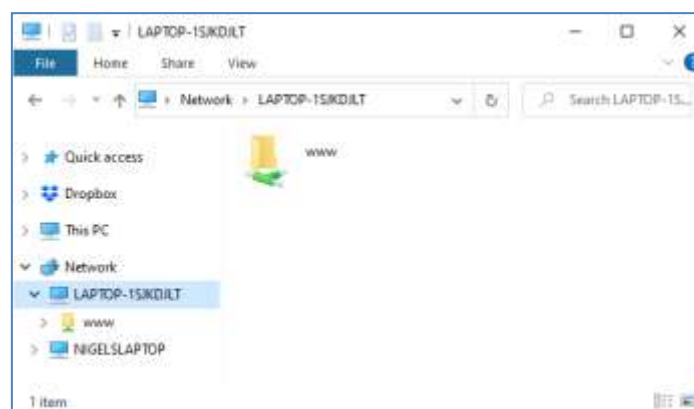 LAPTOP-1SJKDJLT
File Home Share View
Network LAPTOP-1SJKDJLT Search LAPTOP-1S...
Quick access
www
Dropbox
This PC
Network
LAPTOP-1SJKDJLT
www
NIGELSLAPTOP
1 item